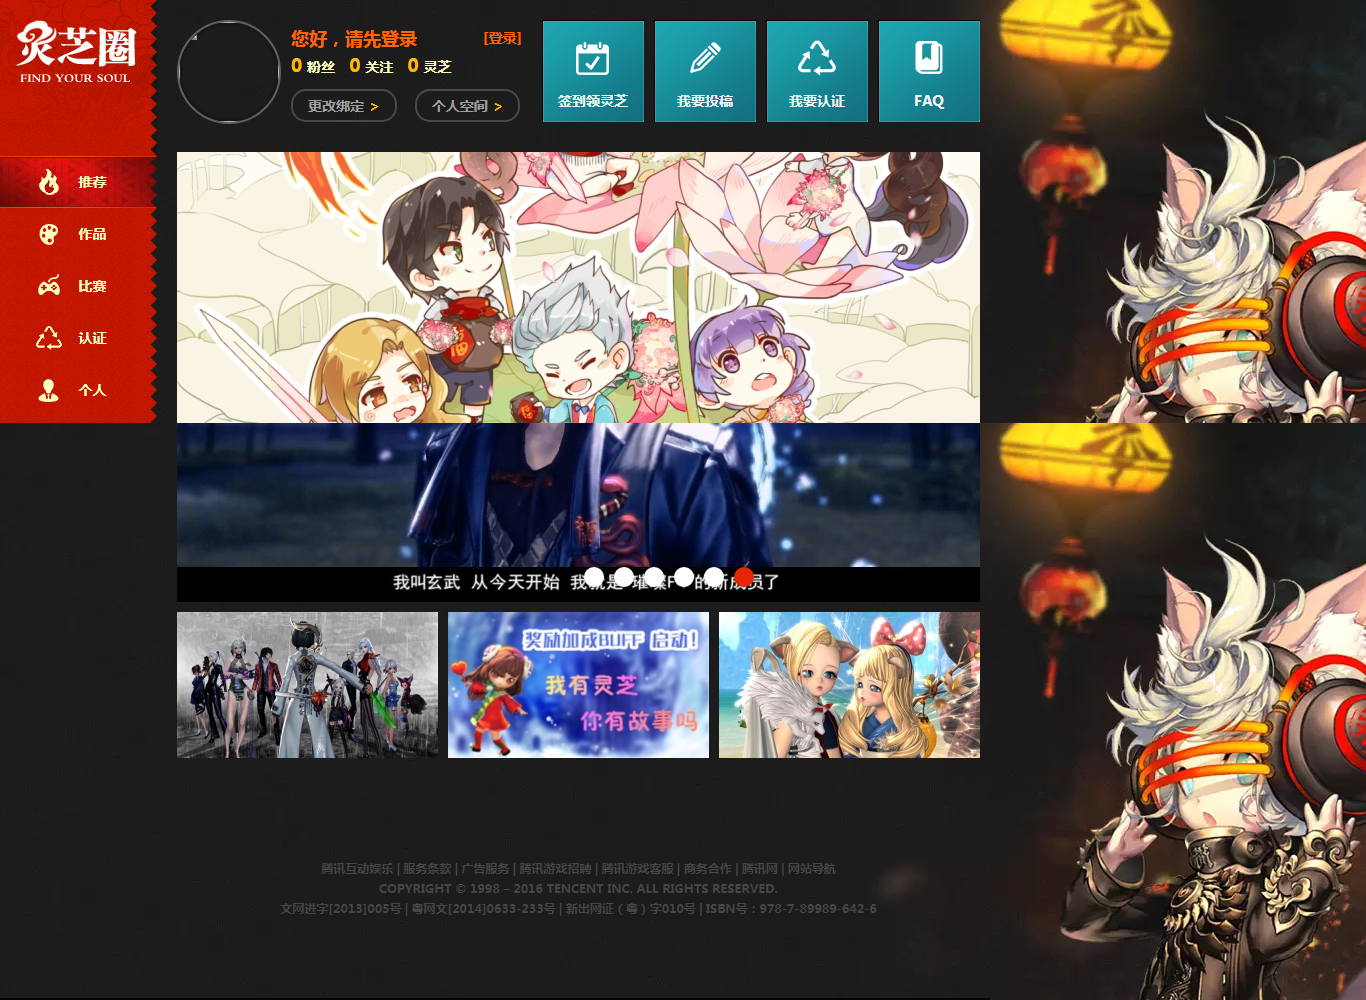 灵芝圈
FIND YOUR SOUL
推荐
作品
比赛
认证
个人
您好，请先登录 [登录]
0 粉丝 0 关注 0 灵芝
更改绑定 >
个人空间 >
签到领灵芝
我要投稿
我要认证
FAQ
我叫玄武 从今天开始 我就是 璀璨 的新成员了
奖励加成BUFF 启动!
我有灵芝
你有故事吗
腾讯互动娱乐 | 服务条款 | 广告服务 | 腾讯游戏招聘 | 腾讯游戏客服 | 商务合作 | 腾讯网 | 网站导航
COPYRIGHT © 1998 – 2016 TENCENT INC. ALL RIGHTS RESERVED.
文网进字[2013]005号 | 粤网文[2014]0633-233号 | 新出网证（粤）字010号 | ISBN号：978-7-89989-642-6